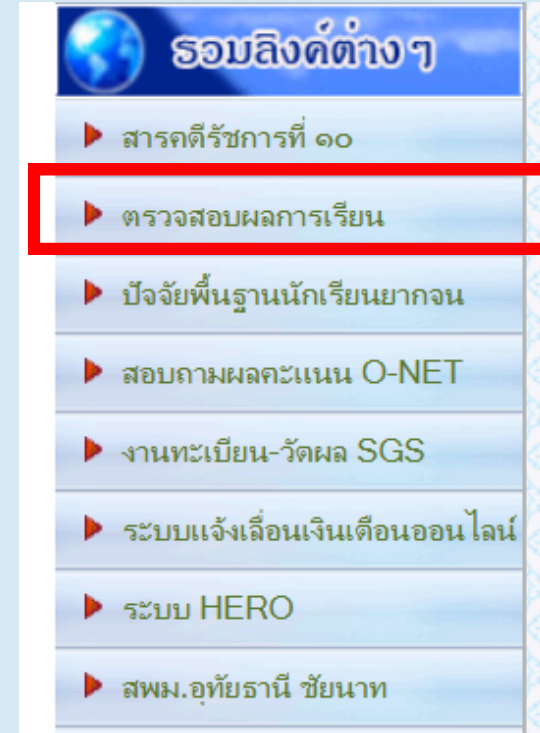 รวมลิงค์ต่าง ๆ
สารคดีรัชการที่ ๑๐
ตรวจสอบผลการเรียน
ปัจจัยพื้นฐานนักเรียนยากจน
สอบถามผลคะแนน O-NET
งานทะเบียน-วัดผล SGS
ระบบแจ้งเลื่อนเงินเดือนออนไลน์
ระบบ HERO
สพม.อุทัยธานี ชัยนาท